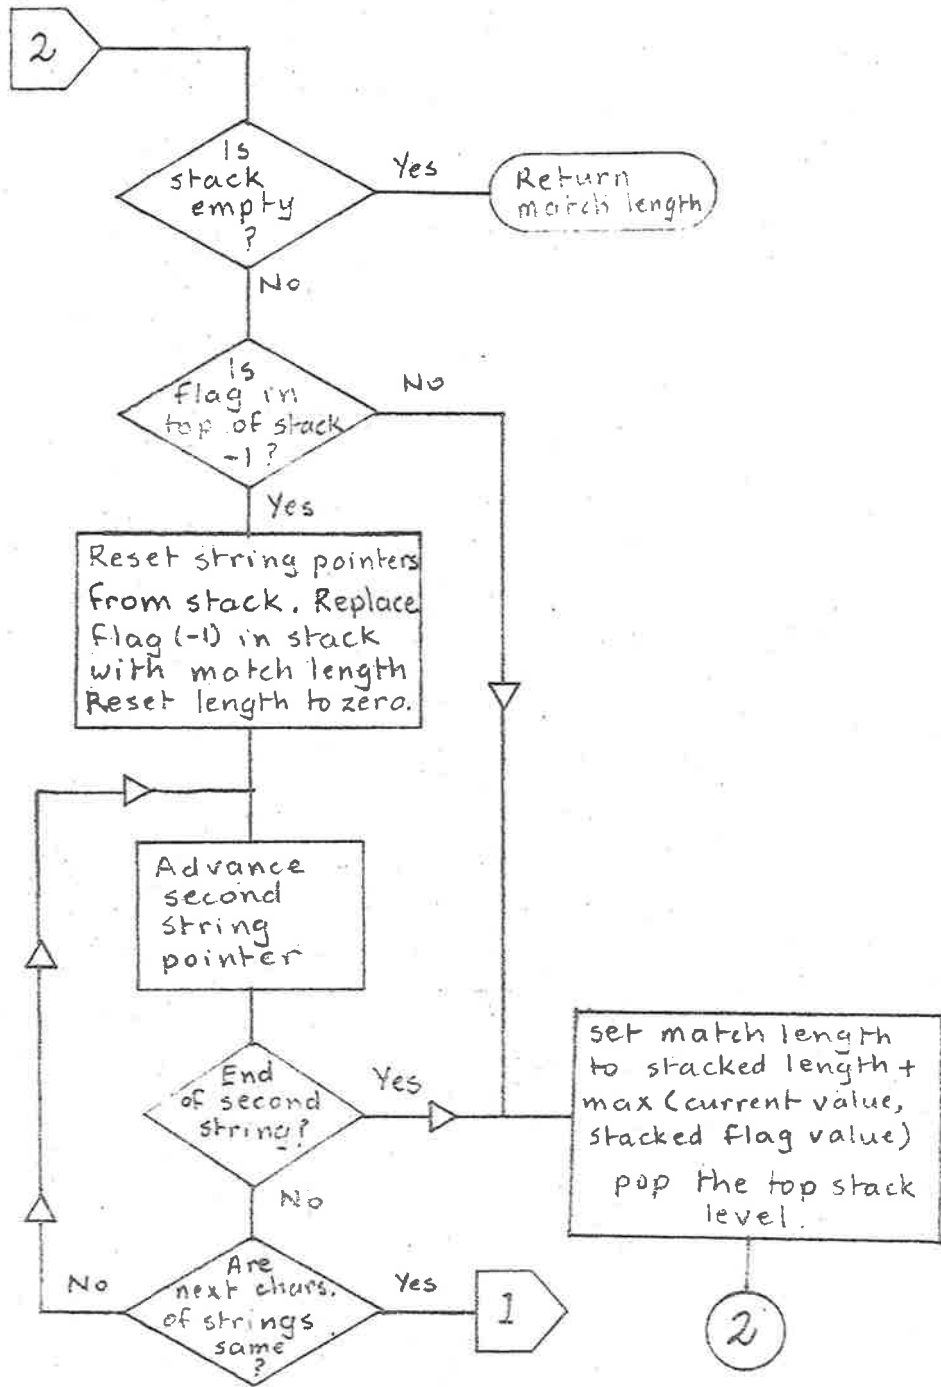 2
Is
stack
empty
?
Yes
Return
match length
No
Is
flag in
top of stack
-1?
No
Yes
Reset string pointers
from stack. Replace
flag (-1) in stack
with match length
Reset length to zero.
Advance
second
string
pointer
End
of second
string?
Yes
set match length
to stacked length +
max (current value,
stacked flag value)
pop the top stack
level.
No
Are
next chars.
of strings
same
?
No
Yes
1
2